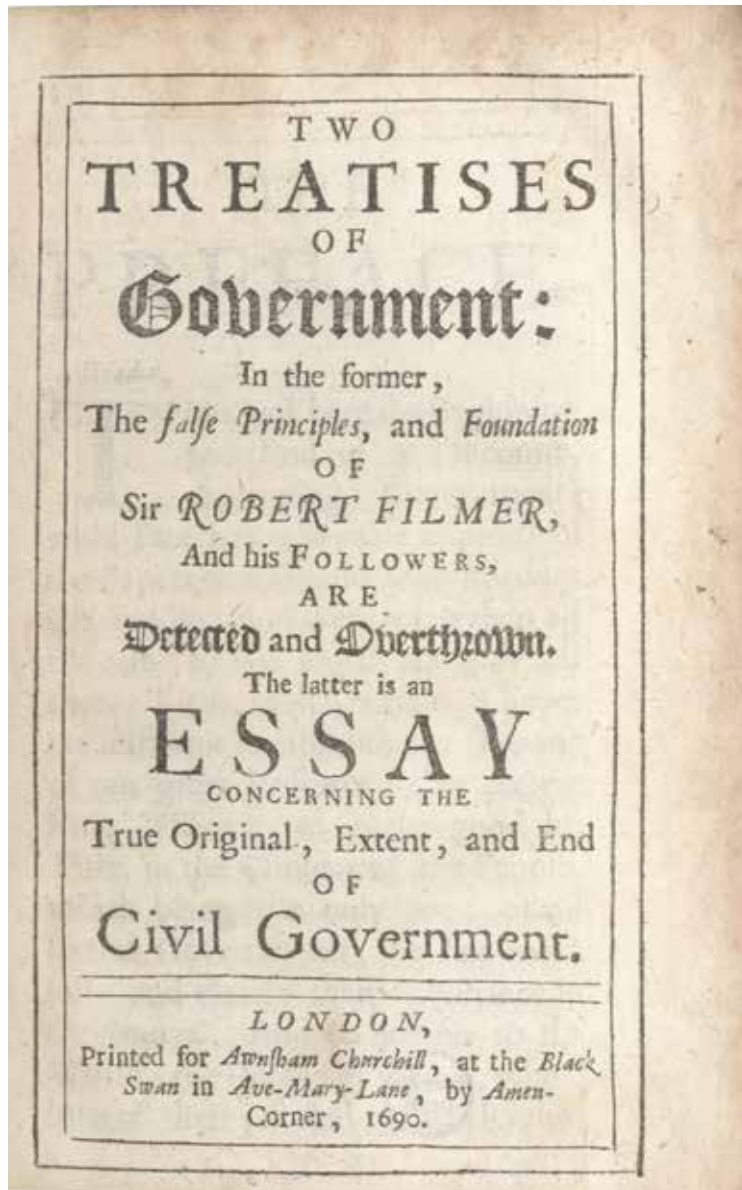 TWO
TREATISES
OF
Government:
In the former,
The falſe Principles, and Foundation
OF
Sir ROBERT FILMER,
And his FOLLOWERS,
ARE
Detected and Overthrown.
The latter is an
ESSAY
CONCERNING THE
True Original, Extent, and End
OF
Civil Government.
LONDON,
Printed for Awnſham Churchill, at the Black
Swan in Ave-Mary-Lane, by Amen-
Corner, 1690.